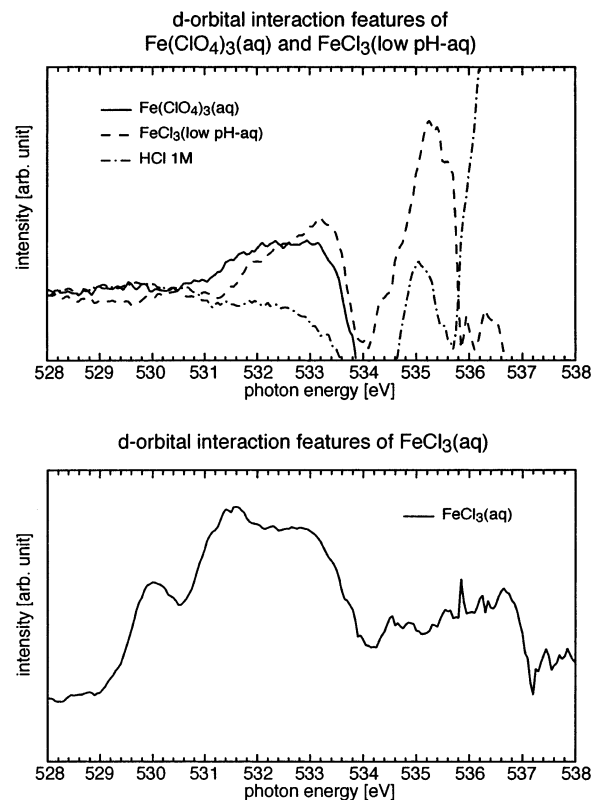 d-orbital interaction features of
Fe(ClO4)3(aq) and FeCl3(low pH-aq)
Fe(ClO4)3(aq)
FeCl3(low pH-aq)
HCl 1M
intensity [arb. unit]
528 529 530 531 532 533 534 535 536 537 538
photon energy [eV]
d-orbital interaction features of FeCl3(aq)
FeCl3(aq)
intensity [arb. unit]
528 529 530 531 532 533 534 535 536 537 538
photon energy [eV]